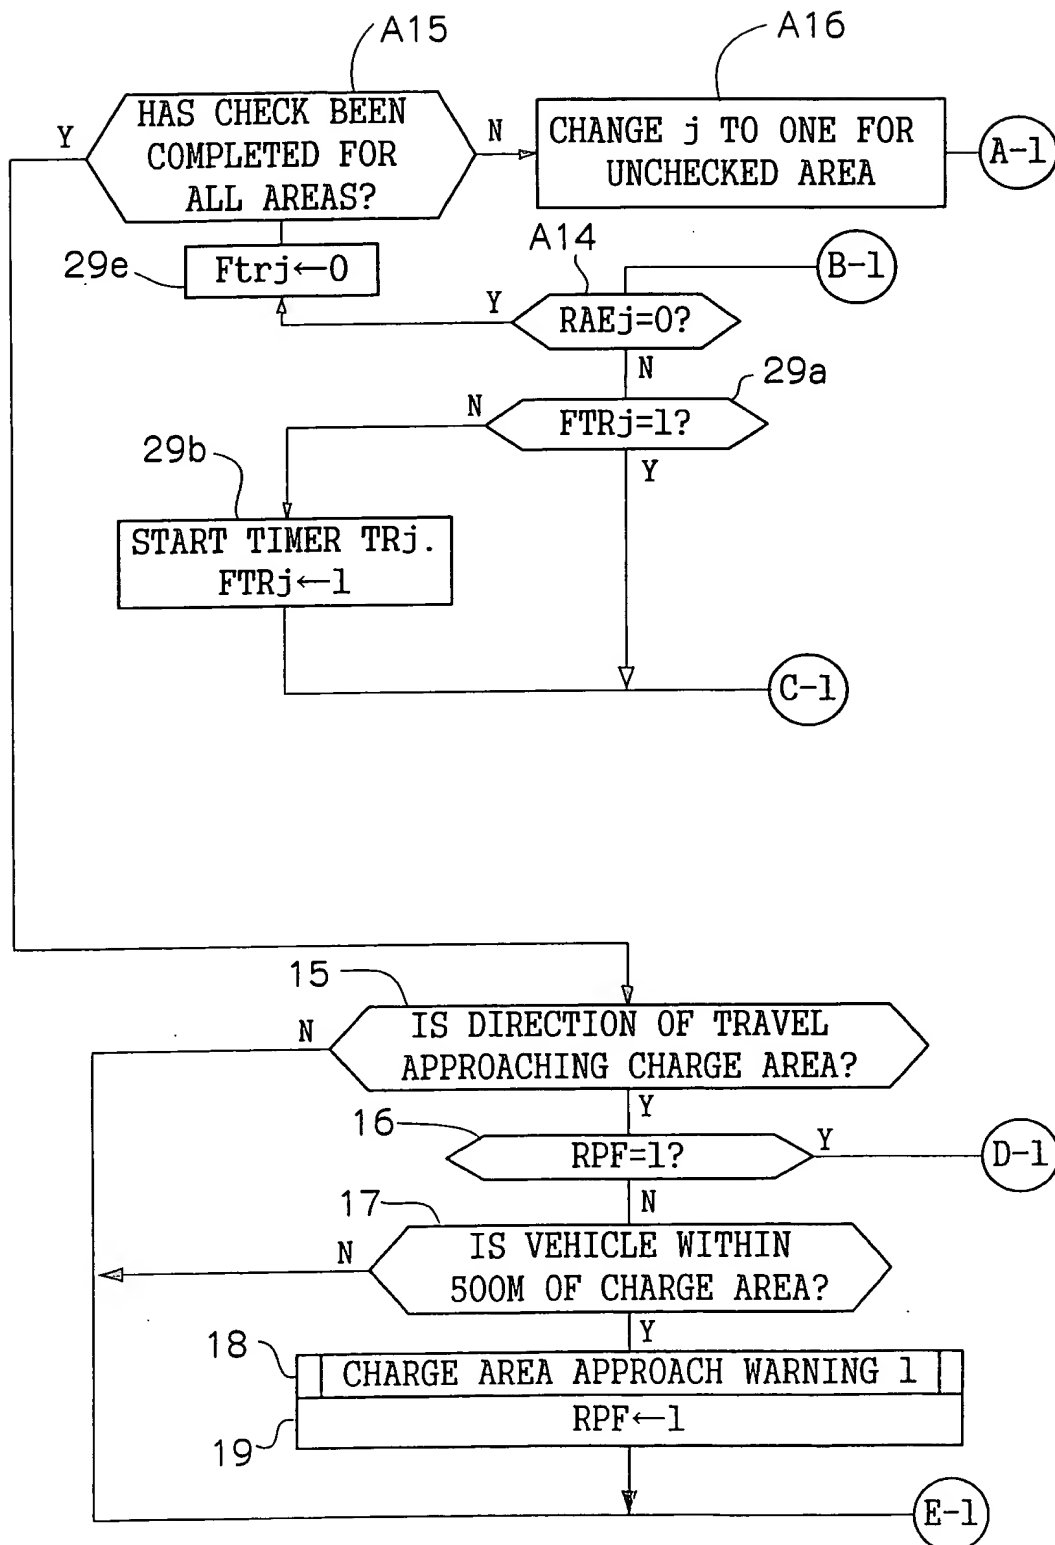 A15
A16
HAS CHECK BEEN
COMPLETED FOR
ALL AREAS?
Y
N
CHANGE j TO ONE FOR
UNCHECKED AREA
A-1
29e
Ftrj←0
A14
B-1
Y
RAEj=0?
N
29a
N
FTRj=1?
Y
29b
START TIMER TRj.
FTRj←1
C-1
15
N
IS DIRECTION OF TRAVEL
APPROACHING CHARGE AREA?
Y
16
RPF=1?
Y
D-1
N
17
N
IS VEHICLE WITHIN
500M OF CHARGE AREA?
Y
18
CHARGE AREA APPROACH WARNING 1
19
RPF←1
E-1